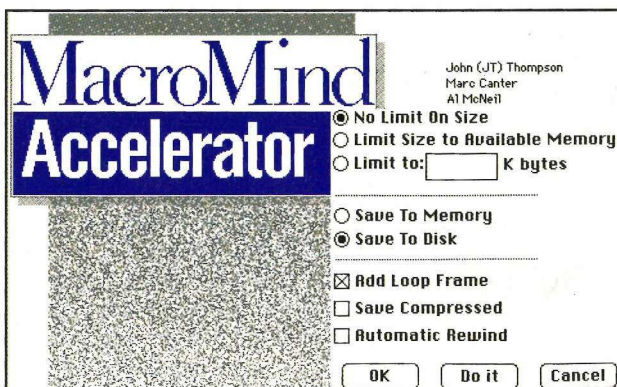 MacroMind
Accelerator
John (JT) Thompson
Marc Canter
Al McNeil
No Limit On Size
Limit Size to Available Memory
Limit to: K bytes
Save To Memory
Save To Disk
Add Loop Frame
Save Compressed
Automatic Rewind
OK Do it Cancel